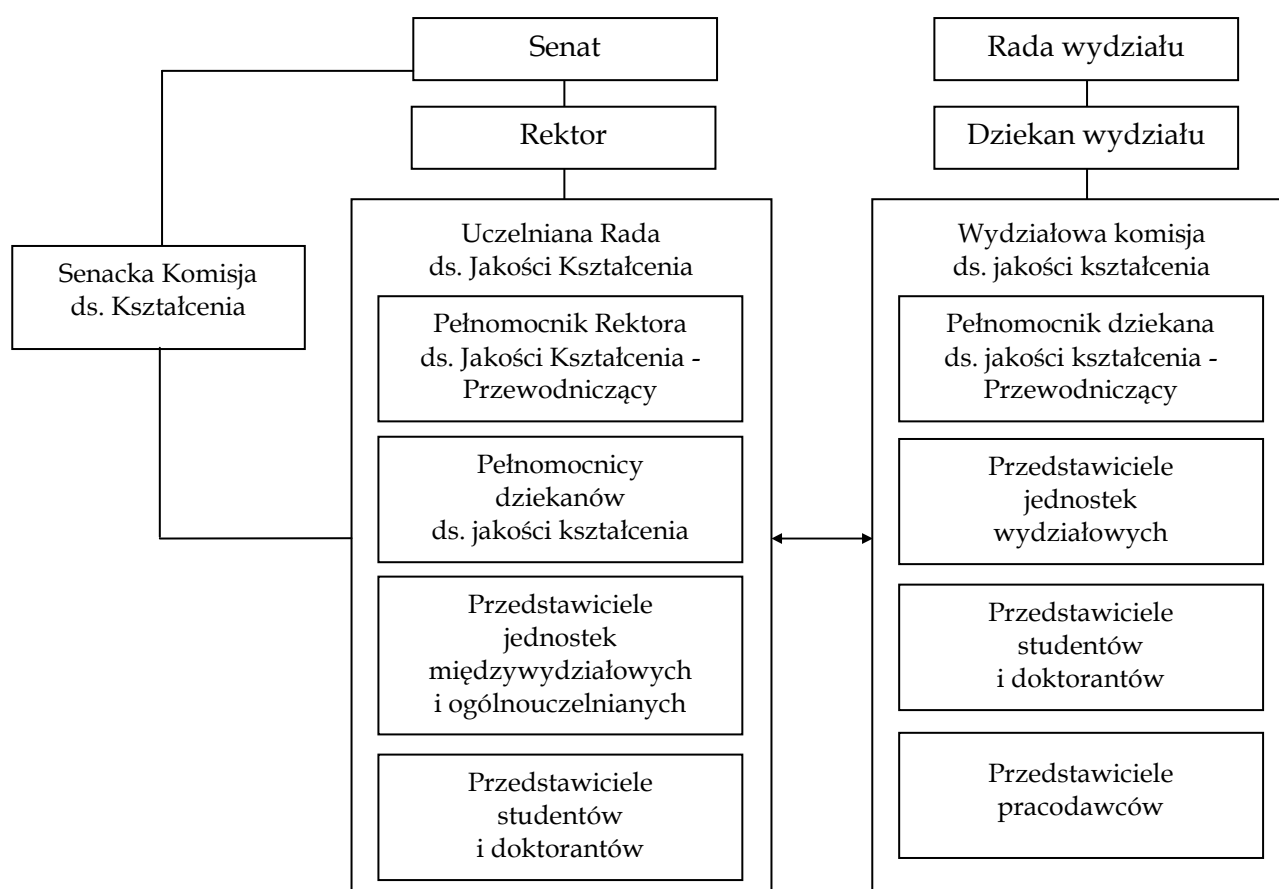 Senat
Rektor
Senacka Komisja
ds. Kształcenia
Uczelniana Rada
ds. Jakości Kształcenia
Pełnomocnik Rektora
ds. Jakości Kształcenia -
Przewodniczący
Pełnomocnicy
dziekanów
ds. jakości kształcenia
Przedstawiciele
jednostek
międzywydziałowych
i ogólnouczelnianych
Przedstawiciele
studentów
i doktorantów
Rada wydziału
Dziekan wydziału
Wydziałowa komisja
ds. jakości kształcenia
Pełnomocnik dziekana
ds. jakości kształcenia -
Przewodniczący
Przedstawiciele
jednostek
wydziałowych
Przedstawiciele
studentów
i doktorantów
Przedstawiciele
pracodawców